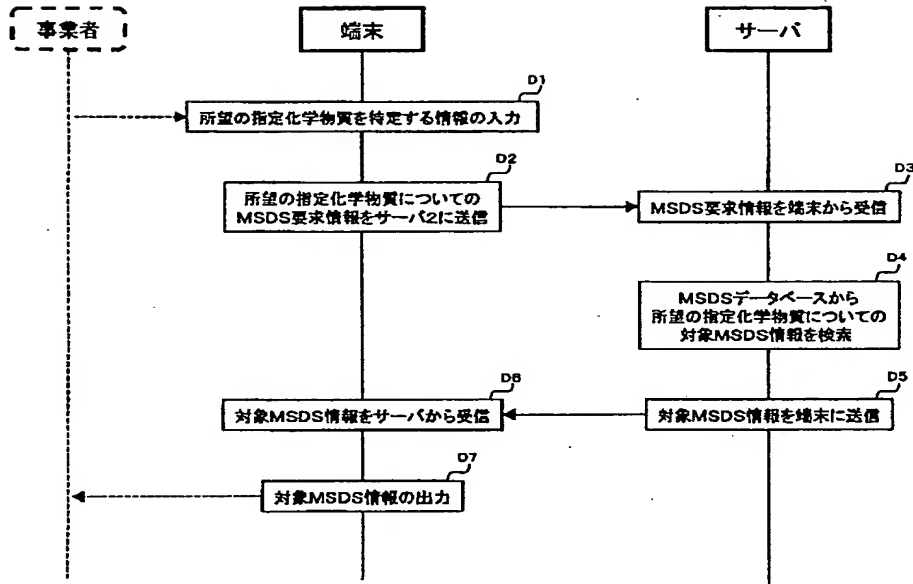 事業者
端末
サーバ
D1
所望の指定化学物質を特定する情報の入力
D2
所望の指定化学物質についての
MSDS要求情報をサーバ2に送信
D3
MSDS要求情報を端末から受信
D4
MSDSデータベースから
所望の指定化学物質についての
対象MSDS情報を検索
D5
対象MSDS情報を端末に送信
D6
対象MSDS情報をサーバから受信
D7
対象MSDS情報の出力